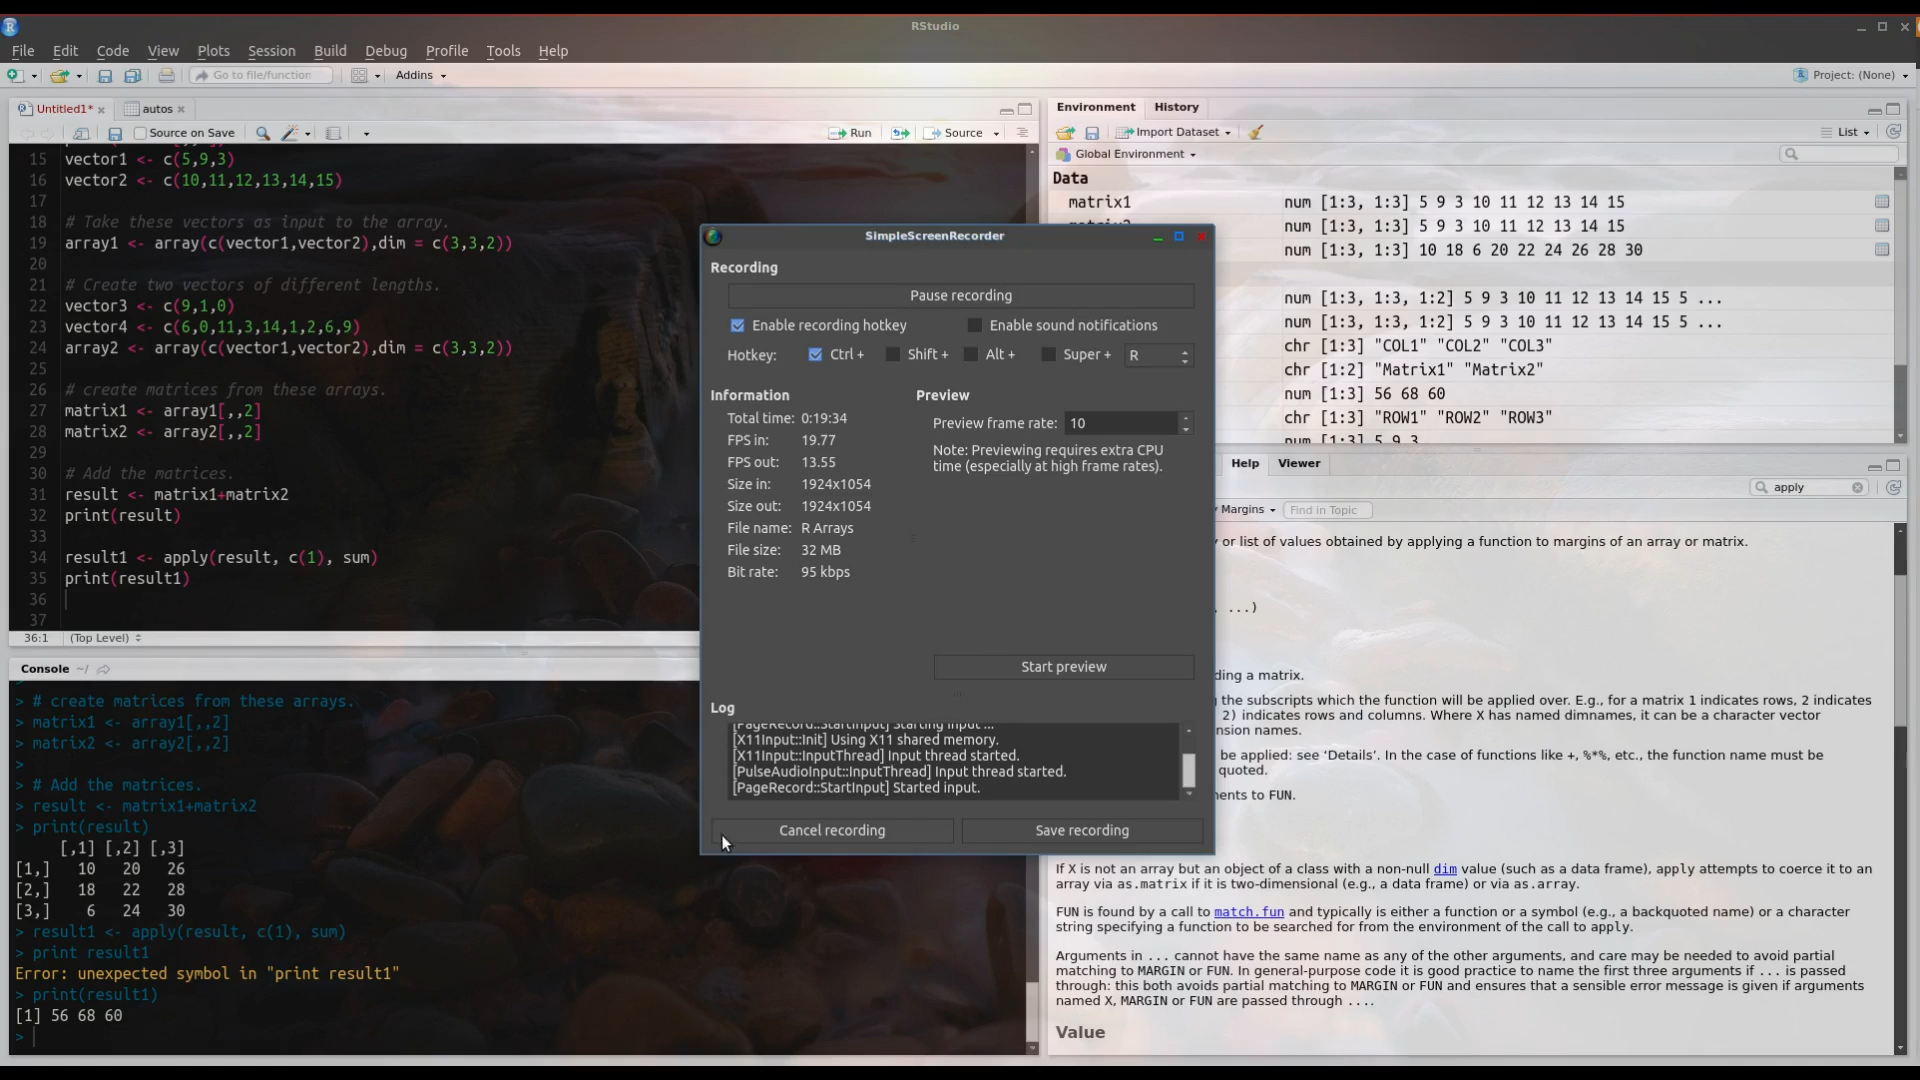 RStudio
File Edit Code View Plots Session Build Debug Profile Tools Help
Go to file/function Addins Project: (None)
Untitled1* autos
Source on Save Run Source
15 vector1 <- c(5,9,3)
16 vector2 <- c(10,11,12,13,14,15)
17
18 # Take these vectors as input to the array.
19 array1 <- array(c(vector1,vector2),dim = c(3,3,2))
20
21 # Create two vectors of different lengths.
22 vector3 <- c(9,1,0)
23 vector4 <- c(6,0,11,3,14,1,2,6,9)
24 array2 <- array(c(vector1,vector2),dim = c(3,3,2))
25
26 # create matrices from these arrays.
27 matrix1 <- array1[,,2]
28 matrix2 <- array2[,,2]
29
30 # Add the matrices.
31 result <- matrix1+matrix2
32 print(result)
33
34 result1 <- apply(result, c(1), sum)
35 print(result1)
36
37
36:1 (Top Level)
Console ~/
>
> # create matrices from these arrays.
> matrix1 <- array1[,,2]
> matrix2 <- array2[,,2]
>
> # Add the matrices.
> result <- matrix1+matrix2
> print(result)
[,1] [,2] [,3]
[1,] 10 20 26
[2,] 18 22 28
[3,] 6 24 30
> result1 <- apply(result, c(1), sum)
> print result1
Error: unexpected symbol in "print result1"
> print(result1)
[1] 56 68 60
>
SimpleScreenRecorder
Recording
Pause recording
Enable recording hotkey Enable sound notifications
Hotkey: Ctrl + Shift + Alt + Super + R
Information
Total time: 0:19:34
FPS in: 19.77
FPS out: 13.55
Size in: 1924x1054
Size out: 1924x1054
File name: R Arrays
File size: 32 MB
Bit rate: 95 kbps
Preview
Preview frame rate: 10
Note: Previewing requires extra CPU
time (especially at high frame rates).
Start preview
Log
[PageRecord::StartInput] Starting input ...
[X11Input::Init] Using X11 shared memory.
[X11Input::InputThread] Input thread started.
[PulseAudioInput::InputThread] Input thread started.
[PageRecord::StartInput] Started input.
Cancel recording Save recording
Environment History
Import Dataset List
Global Environment
Data
matrix1 num [1:3, 1:3] 5 9 3 10 11 12 13 14 15
num [1:3, 1:3] 5 9 3 10 11 12 13 14 15
num [1:3, 1:3] 10 18 6 20 22 24 26 28 30
num [1:3, 1:3, 1:2] 5 9 3 10 11 12 13 14 15 5 ...
num [1:3, 1:3, 1:2] 5 9 3 10 11 12 13 14 15 5 ...
chr [1:3] "COL1" "COL2" "COL3"
chr [1:2] "Matrix1" "Matrix2"
num [1:3] 56 68 60
chr [1:3] "ROW1" "ROW2" "ROW3"
num [1:3] 5 9 3
Help Viewer
apply
Margins Find in Topic
or list of values obtained by applying a function to margins of an array or matrix.
, ...)
ding a matrix.
the subscripts which the function will be applied over. E.g., for a matrix 1 indicates rows, 2 indicates
2) indicates rows and columns. Where X has named dimnames, it can be a character vector
nsion names.
be applied: see ‘Details’. In the case of functions like +, %*%, etc., the function name must be
quoted.
ents to FUN.
If X is not an array but an object of a class with a non-null dim value (such as a data frame), apply attempts to coerce it to an
array via as.matrix if it is two-dimensional (e.g., a data frame) or via as.array.
FUN is found by a call to match.fun and typically is either a function or a symbol (e.g., a backquoted name) or a character
string specifying a function to be searched for from the environment of the call to apply.
Arguments in ... cannot have the same name as any of the other arguments, and care may be needed to avoid partial
matching to MARGIN or FUN. In general-purpose code it is good practice to name the first three arguments if ... is passed
through: this both avoids partial matching to MARGIN or FUN and ensures that a sensible error message is given if arguments
named X, MARGIN or FUN are passed through ....
Value